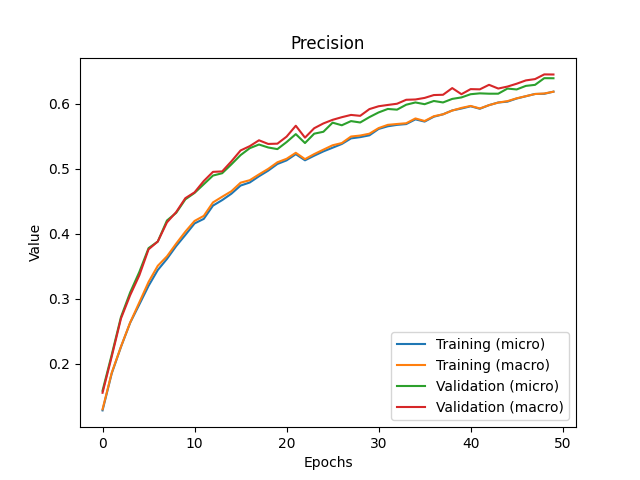 Precision
Value
0.6
0.5
0.4
0.3
0.2
0
10
20
30
40
50
Epochs
Training (micro)
Training (macro)
Validation (micro)
Validation (macro)